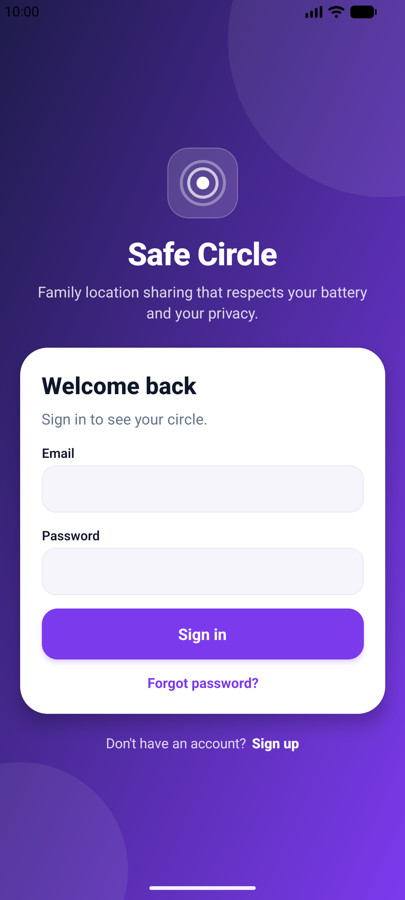 10:00
Safe Circle
Family location sharing that respects your battery
and your privacy.
Welcome back
Sign in to see your circle.
Email
Password
Sign in
Forgot password?
Don't have an account? Sign up